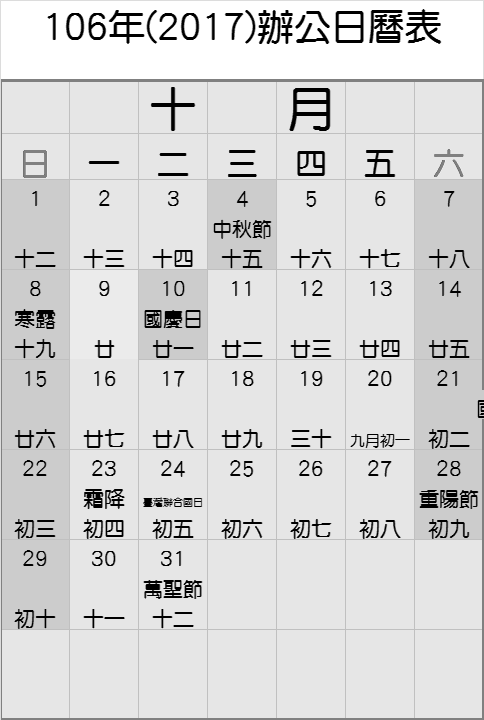 106年(2017)辦公日曆表
十 月
日 一 二 三 四 五 六
1 2 3 4 5 6 7
中秋節
十二 十三 十四 十五 十六 十七 十八
8 9 10 11 12 13 14
寒露 國慶日
十九 廿 廿一 廿二 廿三 廿四 廿五
15 16 17 18 19 20 21
廿六 廿七 廿八 廿九 三十 九月初一 初二
22 23 24 25 26 27 28
霜降 臺灣聯合國日 重陽節
初三 初四 初五 初六 初七 初八 初九
29 30 31
萬聖節
初十 十一 十二